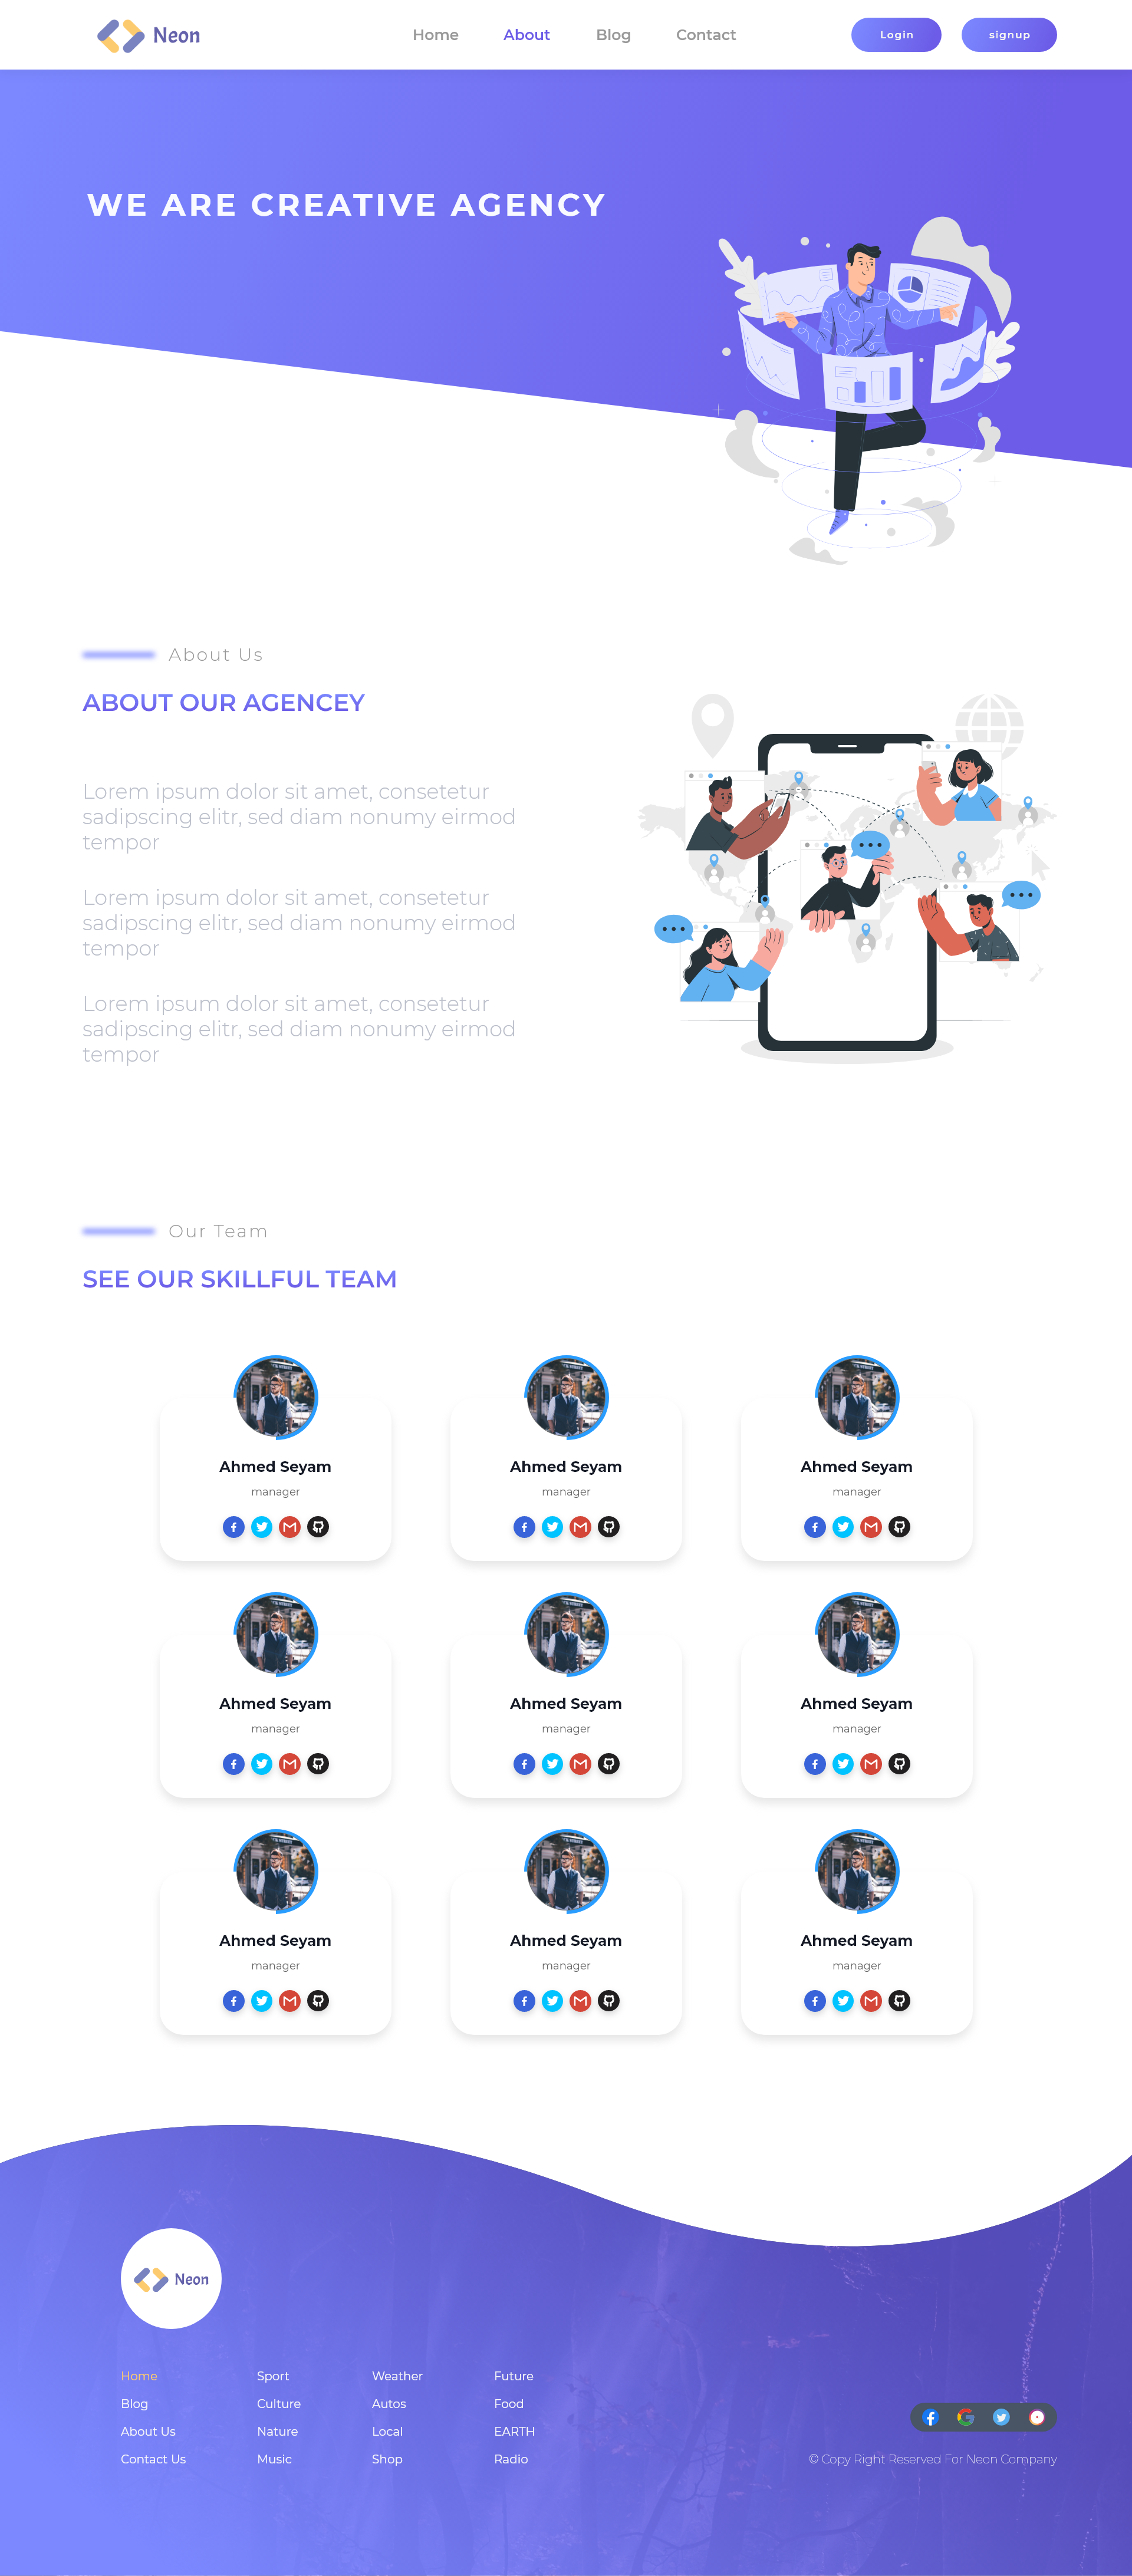 Neon
Home About Blog Contact
Login
signup
WE ARE CREATIVE AGENCY
About Us
ABOUT OUR AGENCEY
Lorem ipsum dolor sit amet, consetetur
sadipscing elitr, sed diam nonumy eirmod
tempor
Lorem ipsum dolor sit amet, consetetur
sadipscing elitr, sed diam nonumy eirmod
tempor
Lorem ipsum dolor sit amet, consetetur
sadipscing elitr, sed diam nonumy eirmod
tempor
Our Team
SEE OUR SKILLFUL TEAM
Ahmed Seyam
manager
Ahmed Seyam
manager
Ahmed Seyam
manager
Ahmed Seyam
manager
Ahmed Seyam
manager
Ahmed Seyam
manager
Ahmed Seyam
manager
Ahmed Seyam
manager
Ahmed Seyam
manager
Neon
Home
Blog
About Us
Contact Us
Sport
Culture
Nature
Music
Weather
Autos
Local
Shop
Future
Food
EARTH
Radio
© Copy Right Reserved For Neon Company